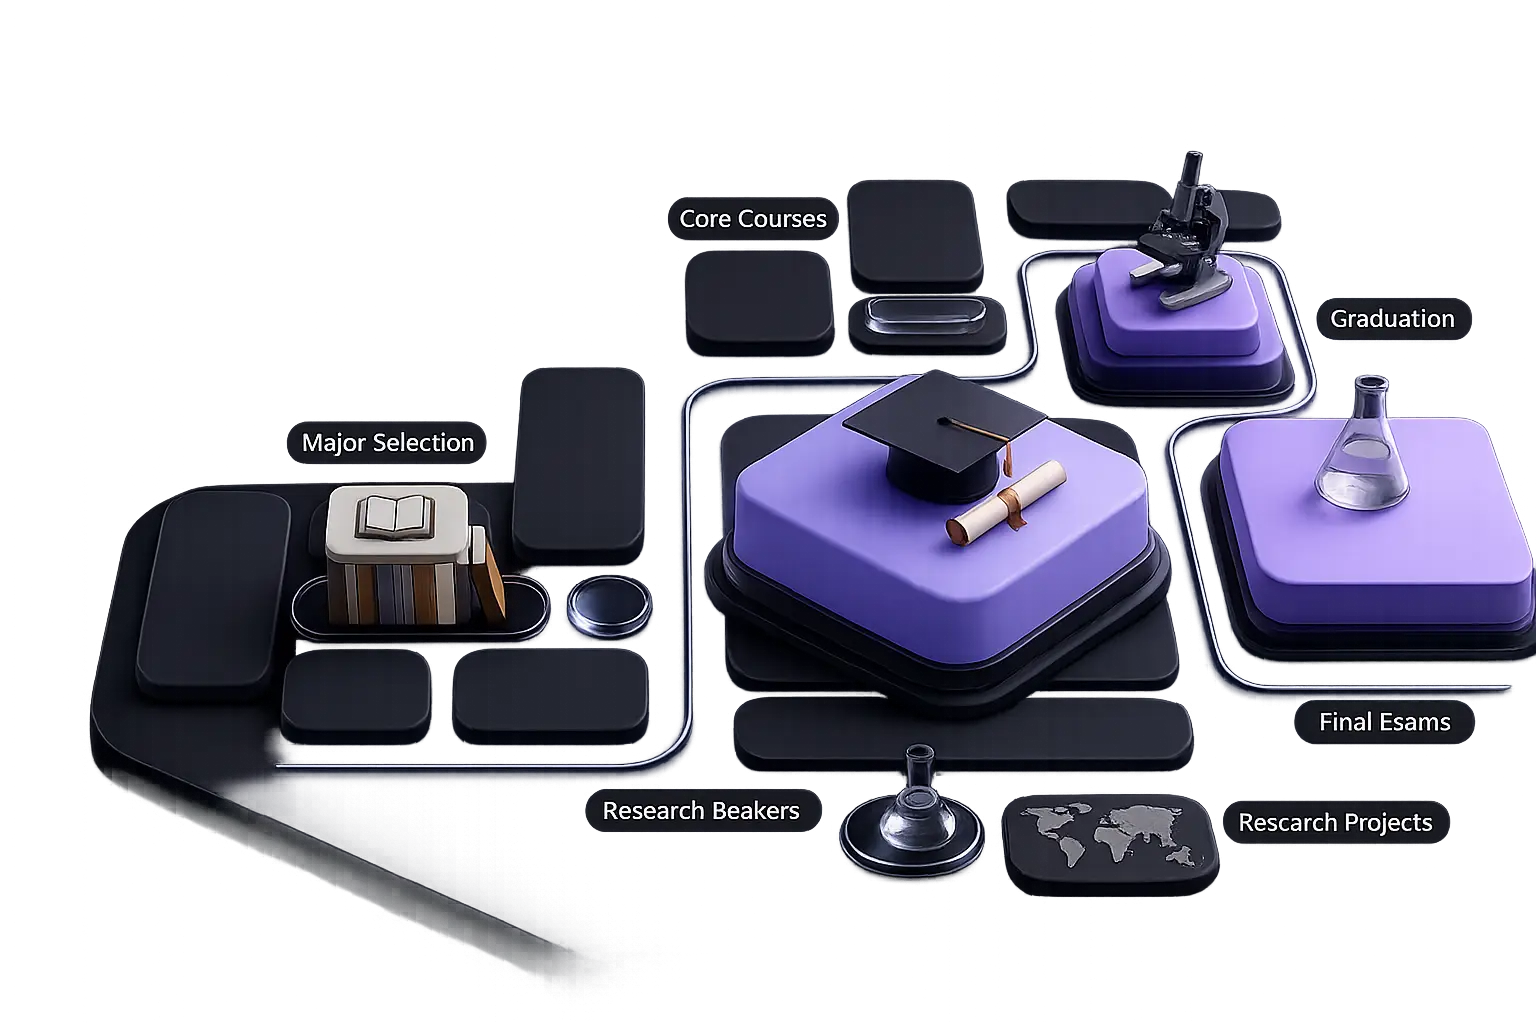 Core Courses
Graduation
Major Selection
Final Esams
Research Beakers
Rescarch Projects